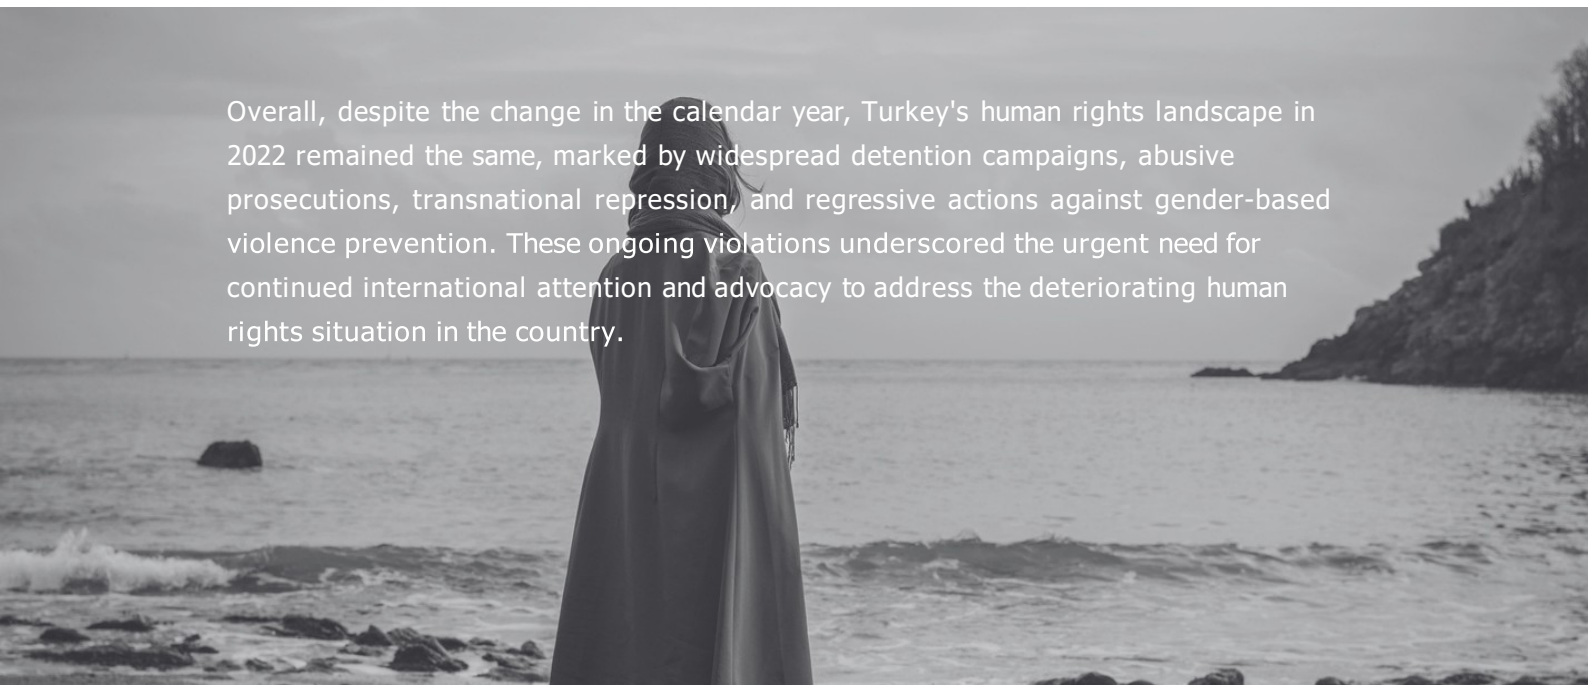 Overall, despite the change in the calendar year, Turkey's human rights landscape in
2022 remained the same, marked by widespread detention campaigns, abusive
prosecutions, transnational repression, and regressive actions against gender-based
violence prevention. These ongoing violations underscored the urgent need for
continued international attention and advocacy to address the deteriorating human
rights situation in the country.